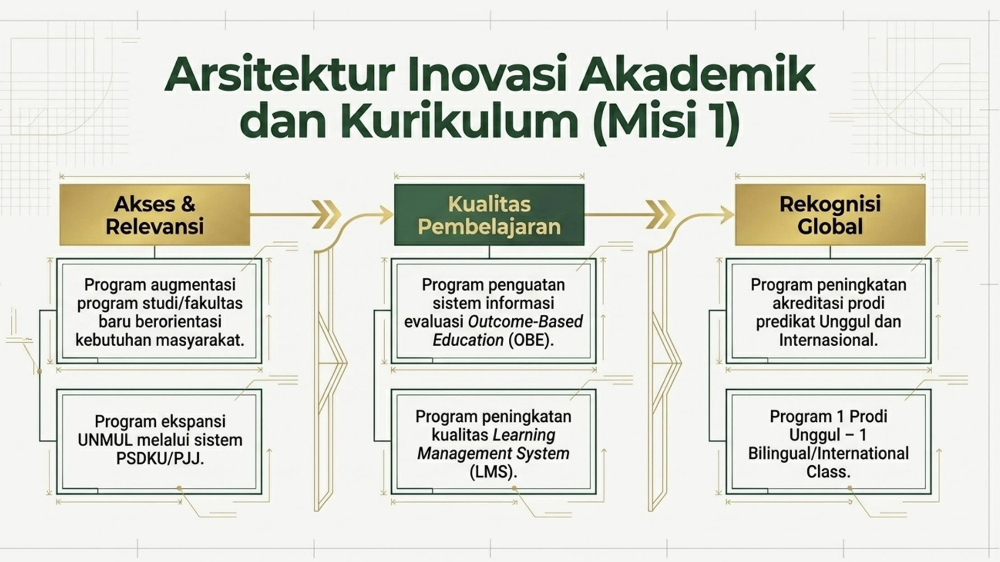 Arsitektur Inovasi Akademik
dan Kurikulum (Misi 1)
Akses &
Relevansi
Program augmentasi
program studi/fakultas
baru berorientasi
kebutuhan masyarakat.
Program ekspansi
UNMUL melalui sistem
PSDKU/PJJ.
Kualitas
Pembelajaran
Program penguatan
sistem informasi
evaluasi Outcome-Based
Education (OBE).
Program peningkatan
kualitas Learning
Management System
(LMS).
Rekognisi
Global
Program peningkatan
akreditasi prodi
predikat Unggul dan
Internasional.
Program 1 Prodi
Unggul – 1
Bilingual/International
Class.